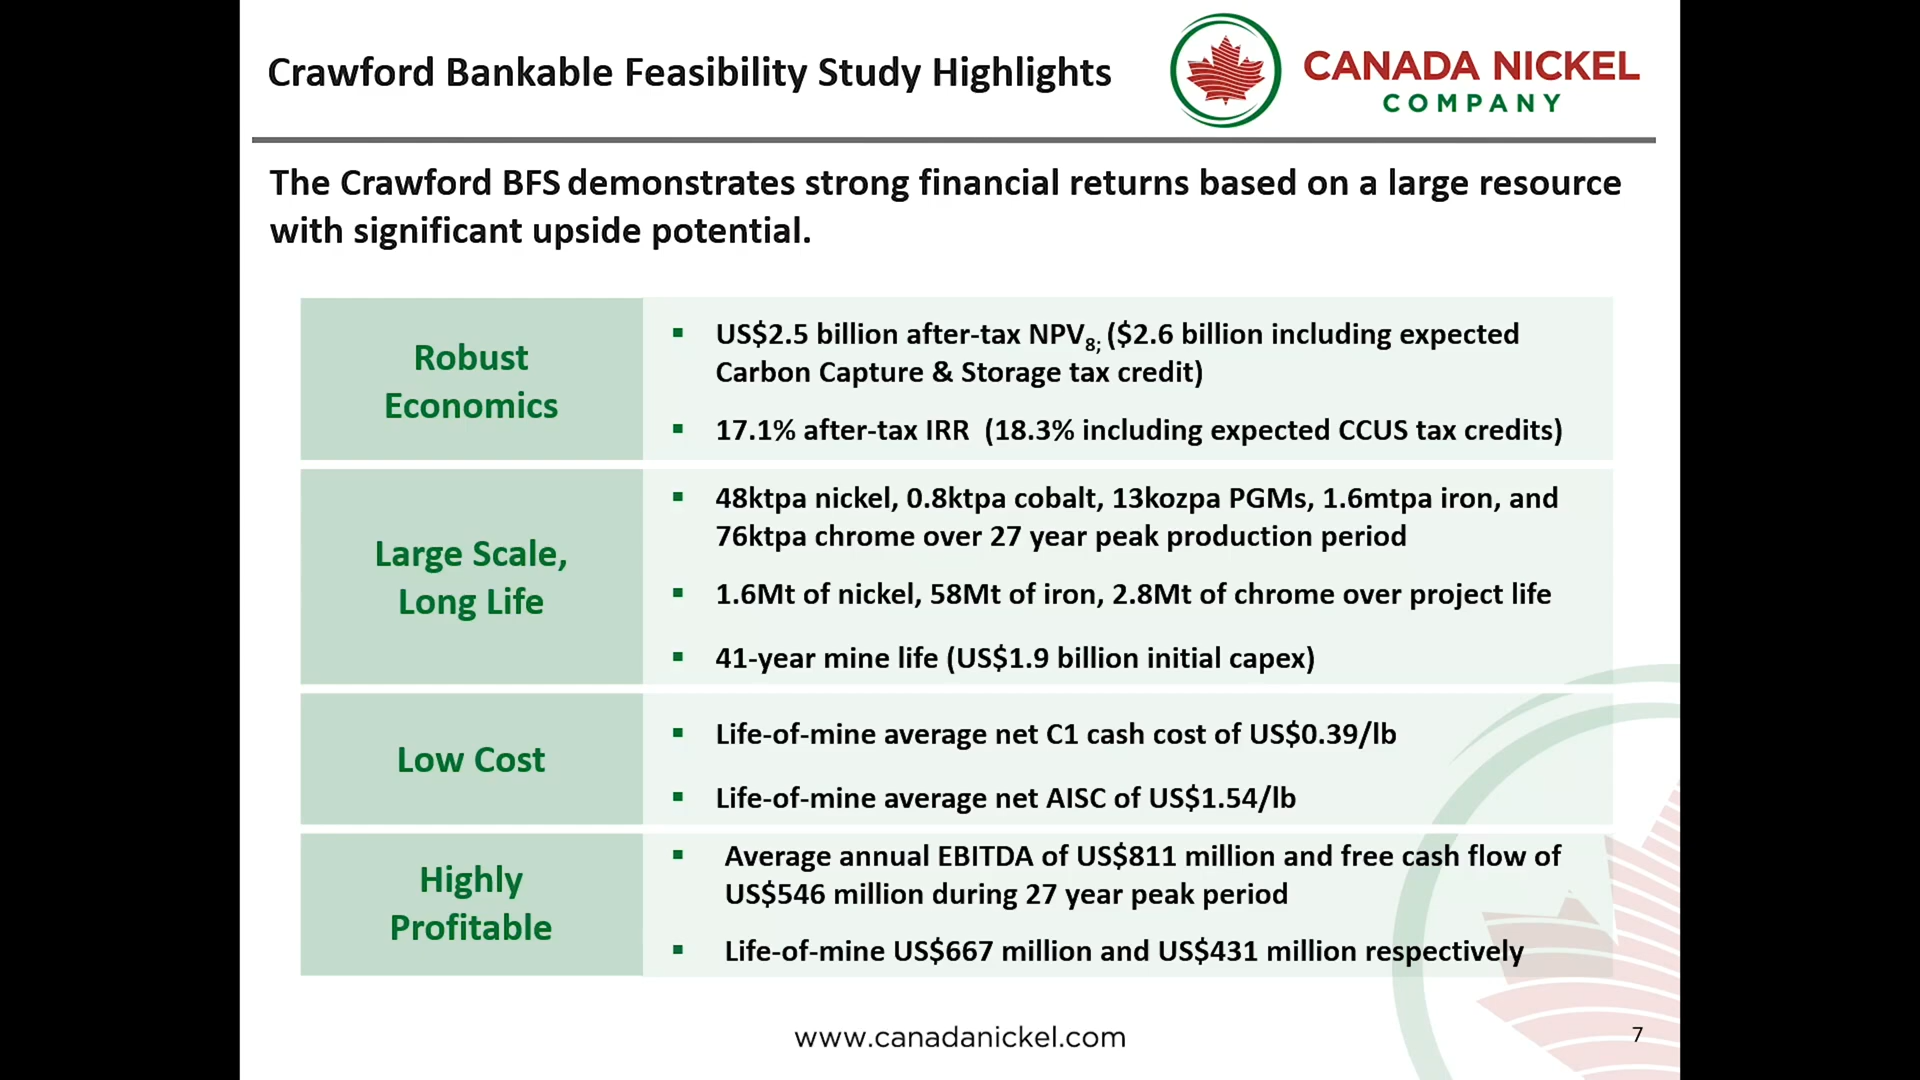 Crawford Bankable Feasibility Study Highlights
CANADA NICKEL
COMPANY
The Crawford BFS demonstrates strong financial returns based on a large resource
with significant upside potential.
Robust
Economics
▪ US$2.5 billion after-tax NPV8; ($2.6 billion including expected
Carbon Capture & Storage tax credit)
▪ 17.1% after-tax IRR (18.3% including expected CCUS tax credits)
Large Scale,
Long Life
▪ 48ktpa nickel, 0.8ktpa cobalt, 13kozpa PGMs, 1.6mtpa iron, and
76ktpa chrome over 27 year peak production period
▪ 1.6Mt of nickel, 58Mt of iron, 2.8Mt of chrome over project life
▪ 41-year mine life (US$1.9 billion initial capex)
Low Cost
▪ Life-of-mine average net C1 cash cost of US$0.39/lb
▪ Life-of-mine average net AISC of US$1.54/lb
Highly
Profitable
▪ Average annual EBITDA of US$811 million and free cash flow of
US$546 million during 27 year peak period
▪ Life-of-mine US$667 million and US$431 million respectively
www.canadanickel.com
7